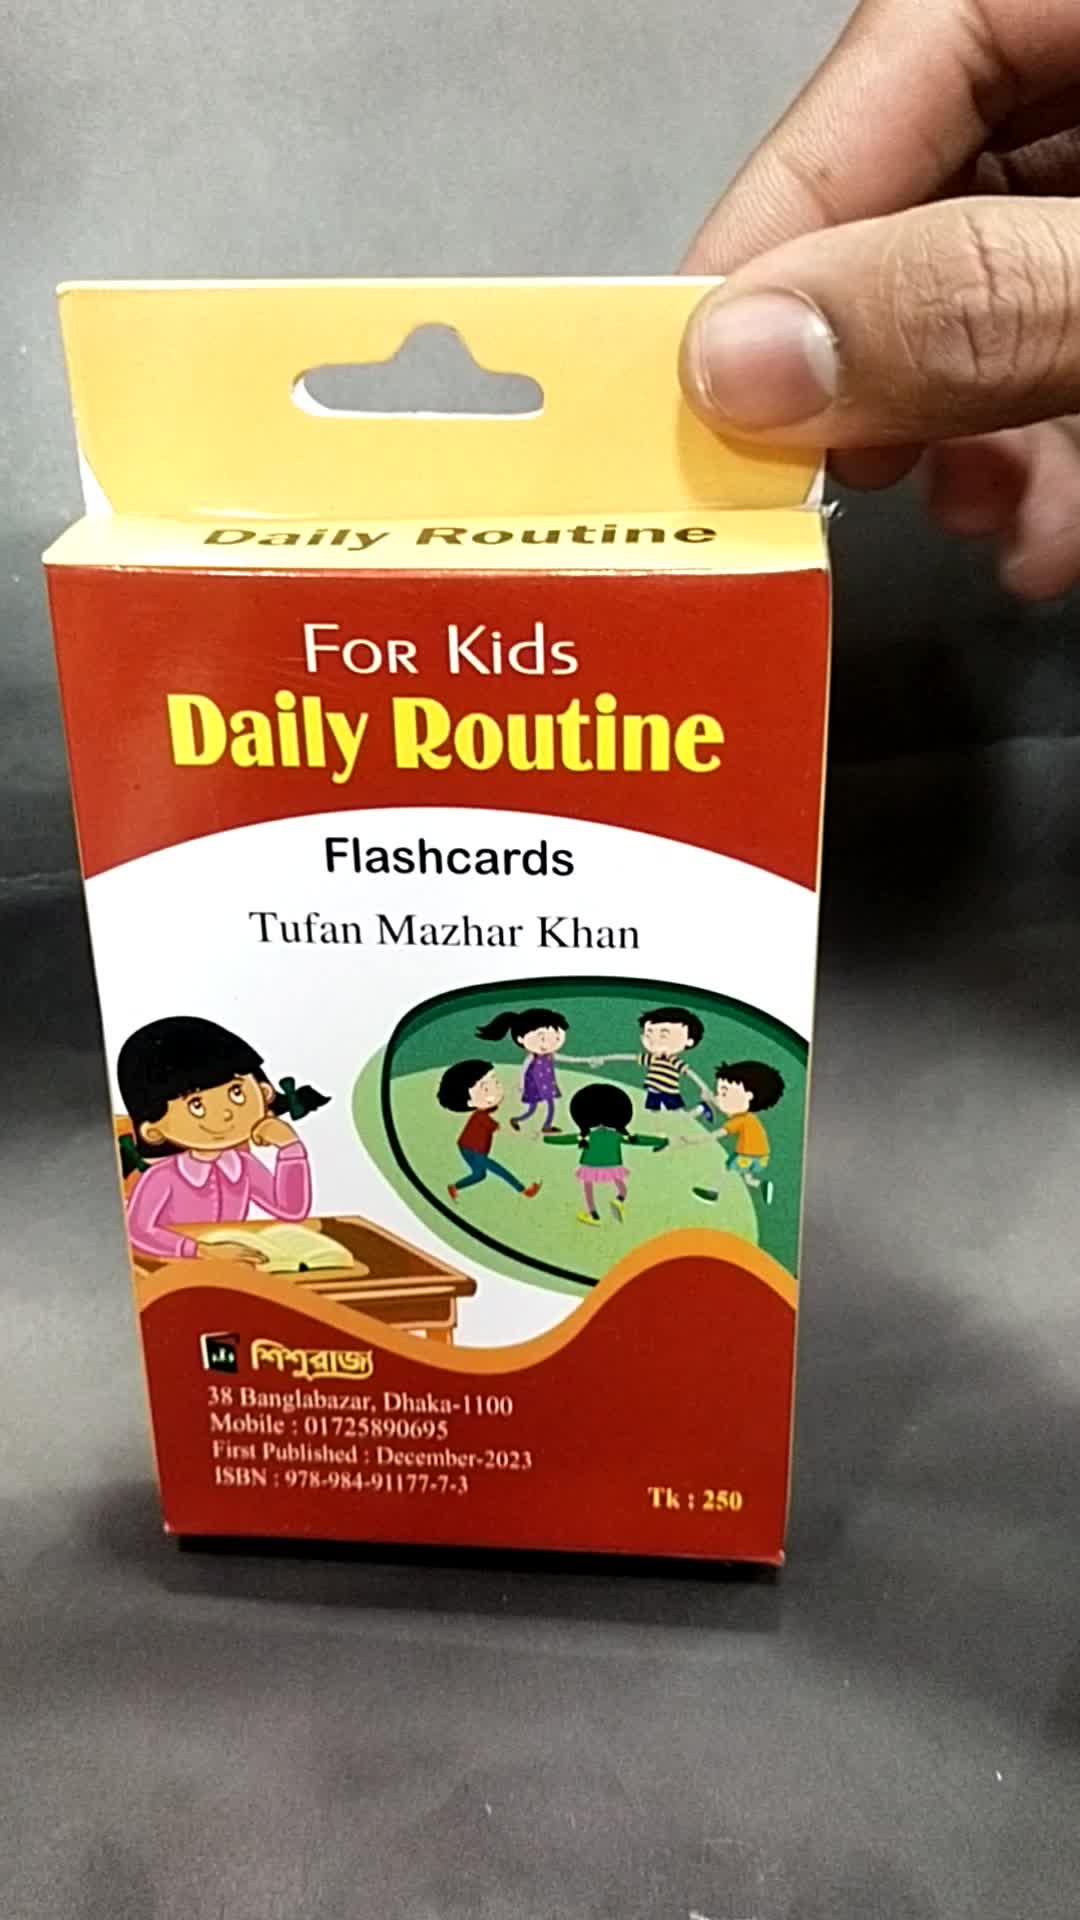 Daily Routine
For Kids
Daily Routine
Flashcards
Tufan Mazhar Khan
শিশুরাজ্য
38 Banglabazar, Dhaka-1100
Mobile : 01725890695
First Published : December-2023
ISBN : 978-984-91177-7-3
Tk : 250